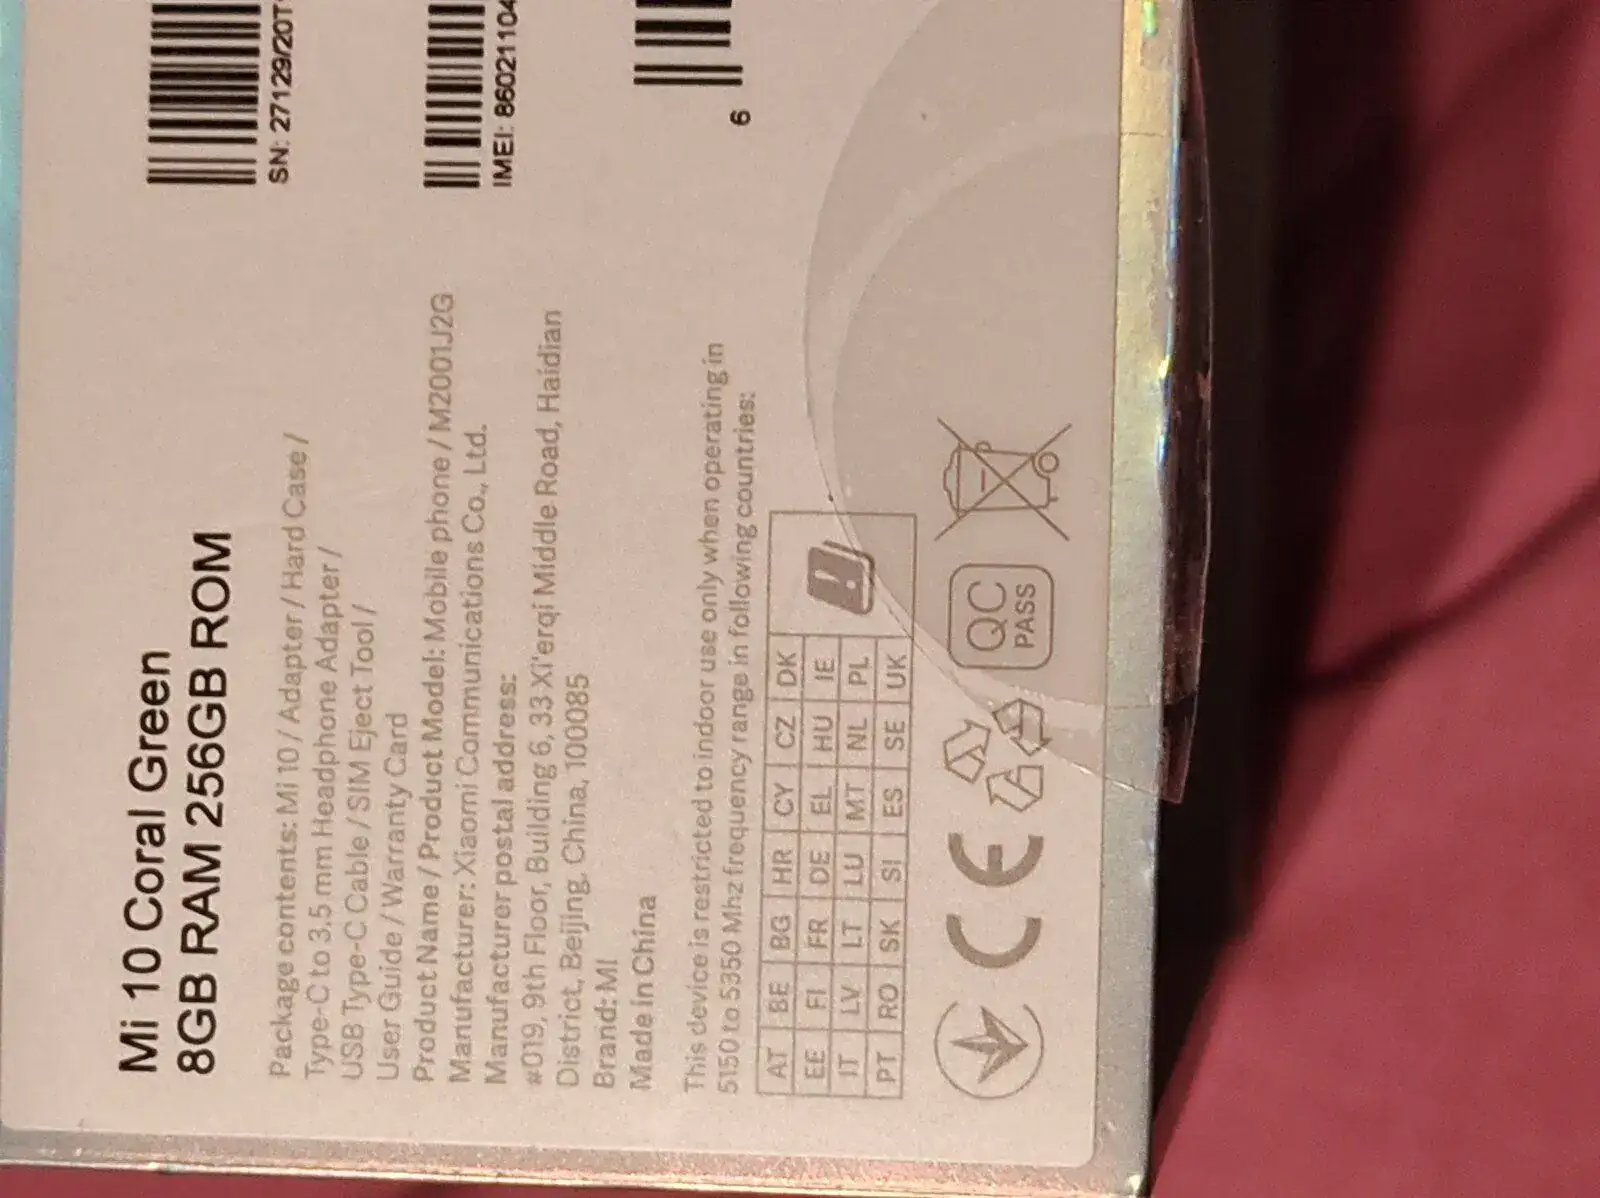 Mi 10 Coral Green
8GB RAM 256GB ROM
Package contents: Mi 10 / Adapter / Hard Case /
Type-C to 3.5 mm Headphone Adapter /
USB Type-C Cable / SIM Eject Tool /
User Guide / Warranty Card
Product Name / Product Model: Mobile phone / M2001J2G
Manufacturer: Xiaomi Communications Co., Ltd.
Manufacturer postal address:
#019, 9th Floor, Building 6, 33 Xi'erqi Middle Road, Haidian
District, Beijing, China, 100085
Brand: MI
Made in China
This device is restricted to indoor use only when operating in
5150 to 5350 Mhz frequency range in following countries:
AT BE BG HR CY CZ DK
EE FI FR DE EL HU IE
IT LV LT LU MT NL PL
PT RO SK SI ES SE UK
CE
QC
PASS
SN: 27129/20T
IMEI: 86021104
6